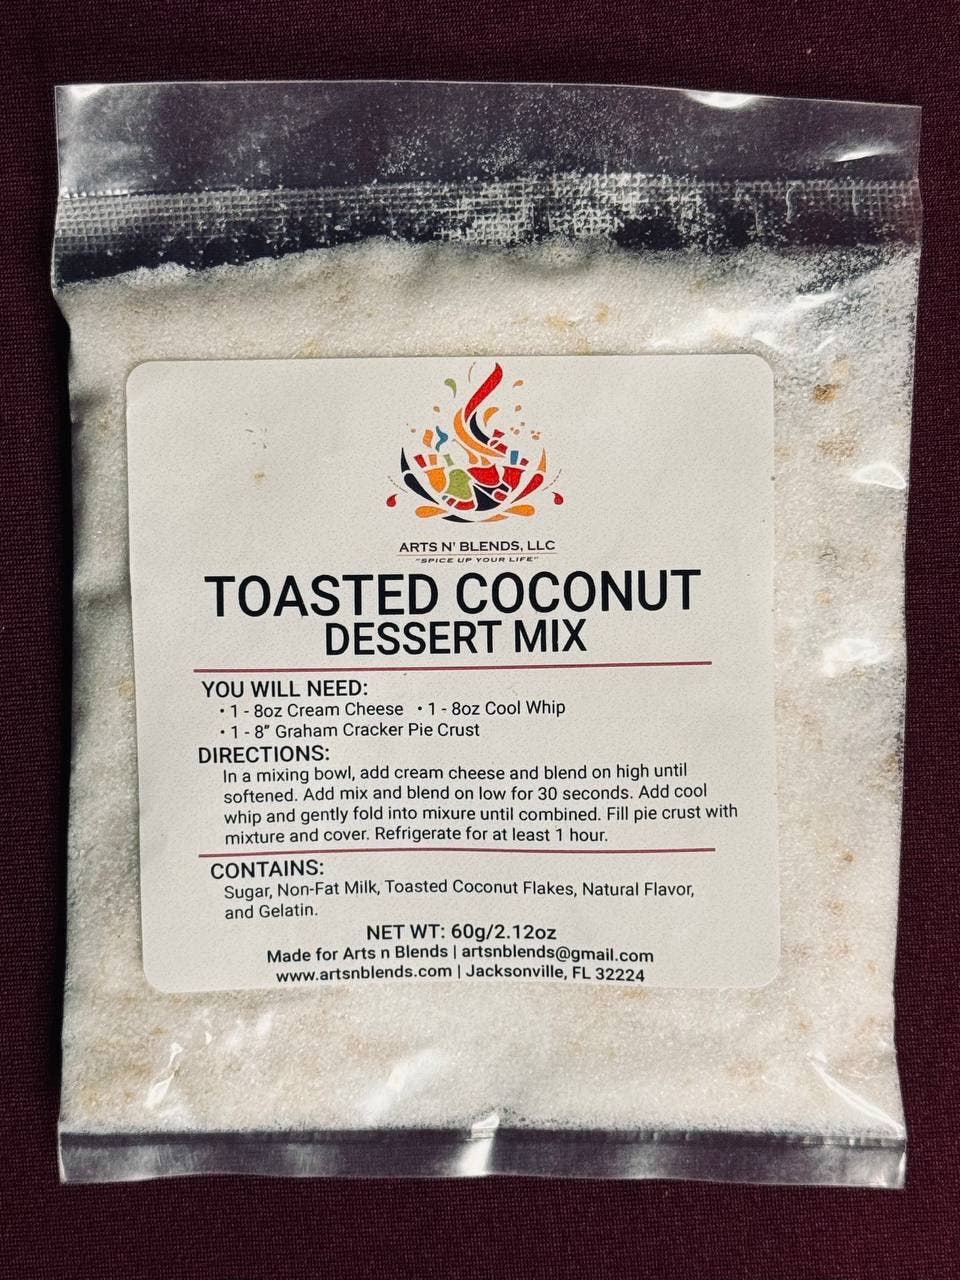 ARTS N' BLENDS, LLC
"SPICE UP YOUR LIFE"
TOASTED COCONUT
DESSERT MIX
YOU WILL NEED:
• 1 - 8oz Cream Cheese • 1 - 8oz Cool Whip
• 1 - 8" Graham Cracker Pie Crust
DIRECTIONS:
In a mixing bowl, add cream cheese and blend on high until
softened. Add mix and blend on low for 30 seconds. Add cool
whip and gently fold into mixure until combined. Fill pie crust with
mixture and cover. Refrigerate for at least 1 hour.
CONTAINS:
Sugar, Non-Fat Milk, Toasted Coconut Flakes, Natural Flavor,
and Gelatin.
NET WT: 60g/2.12oz
Made for Arts n Blends | artsnblends@gmail.com
www.artsnblends.com | Jacksonville, FL 32224